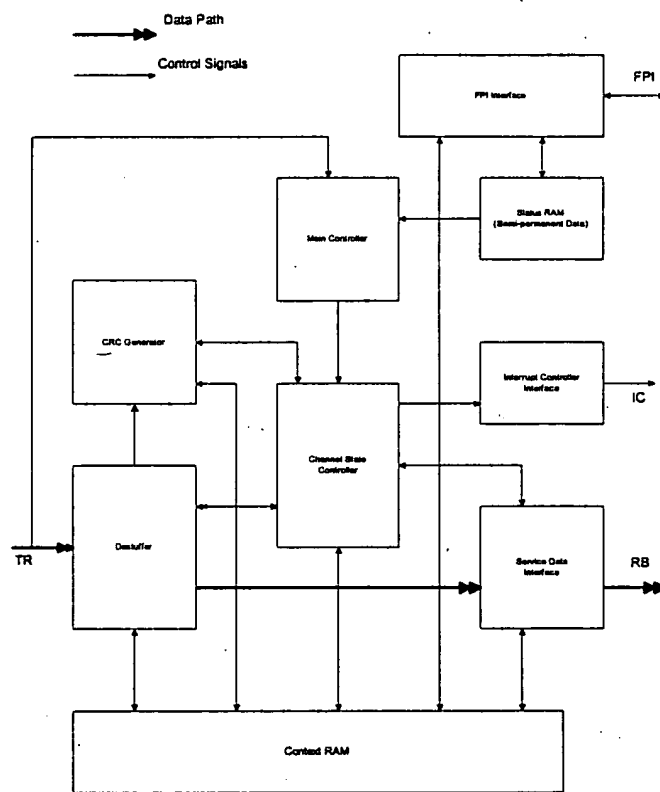 Data Path
Control Signals
FPI Interface
FPI
Main Controller
Status RAM
(Semi-permanent Data)
CRC Generator
Channel State
Controller
Interrupt Controller
Interface
IC
Destuffer
TR
Service Data
Interface
RB
Context RAM